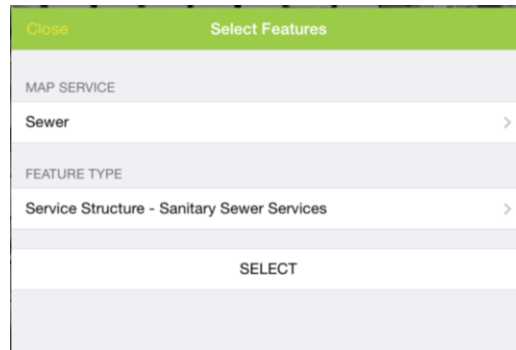 Close Select Features
MAP SERVICE
Sewer
FEATURE TYPE
Service Structure - Sanitary Sewer Services
SELECT